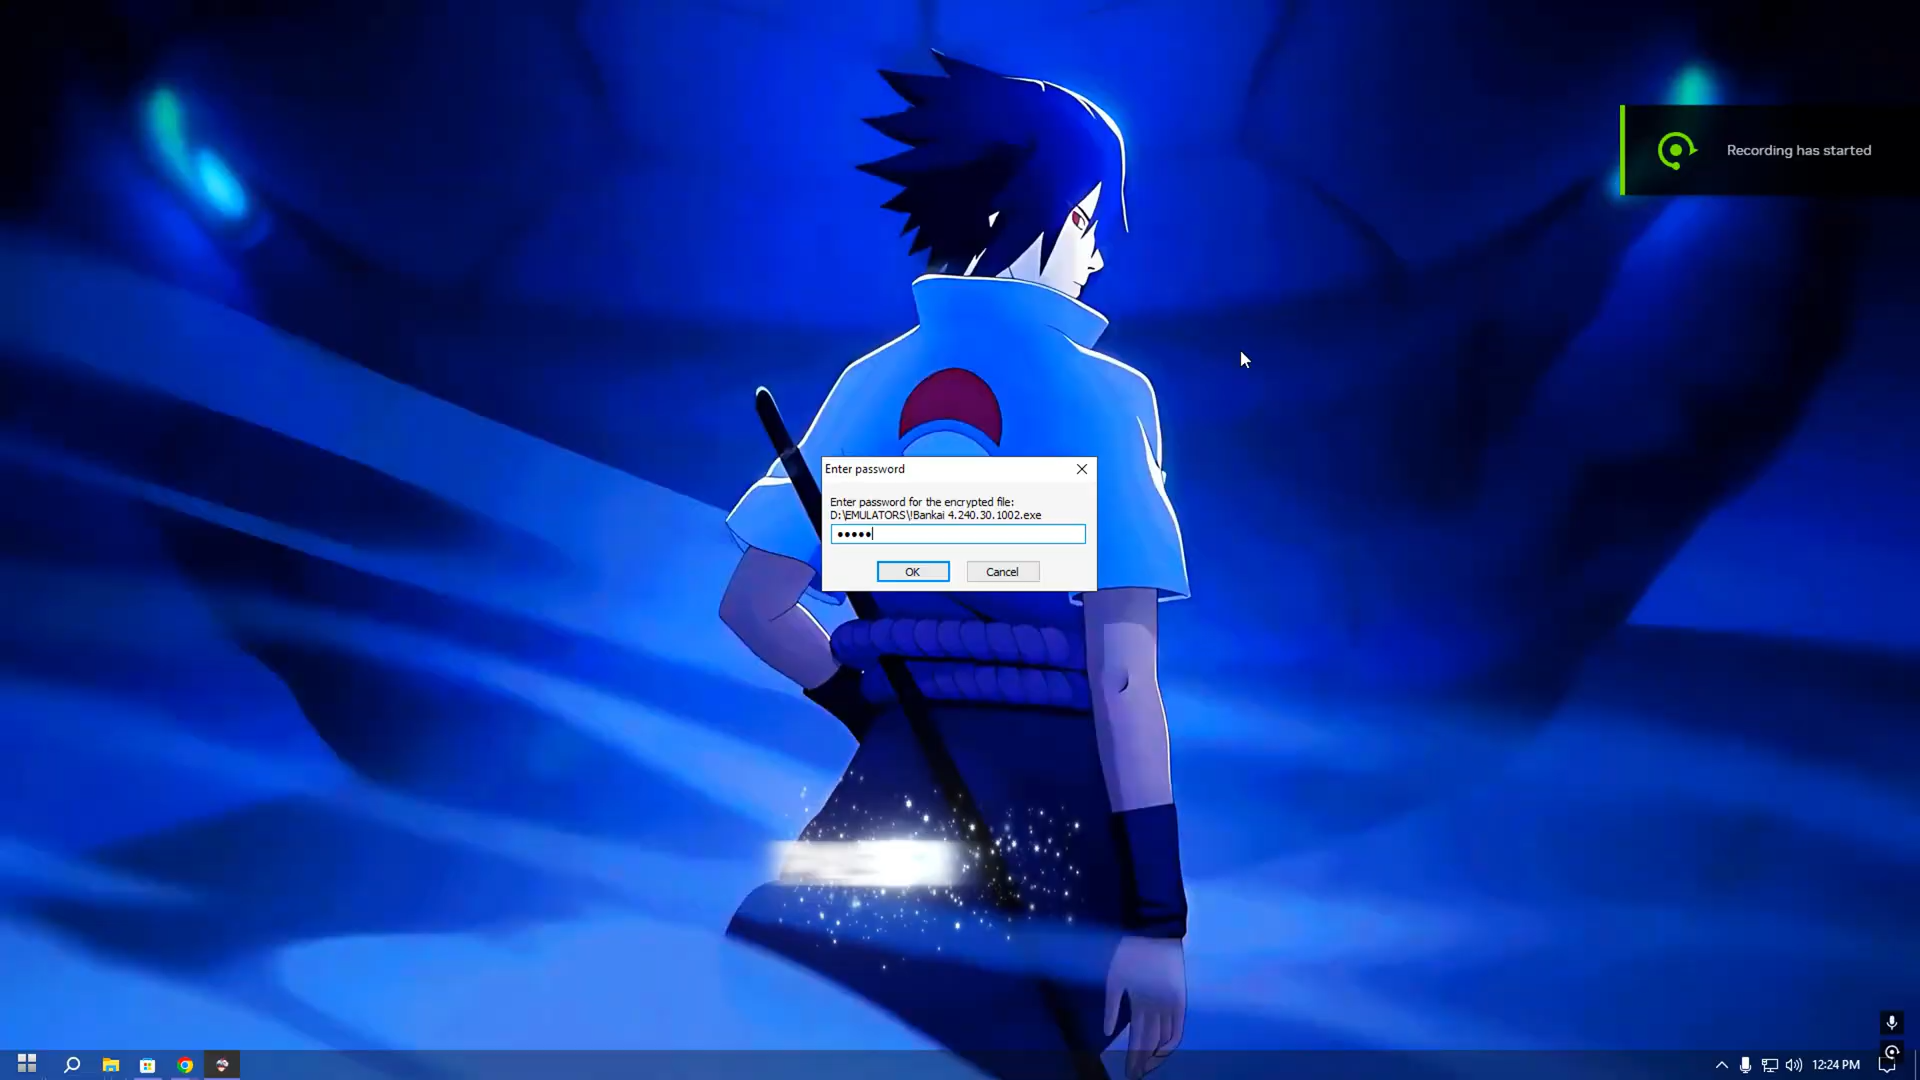 Recording has started
Enter password
Enter password for the encrypted file:
D:\EMULATORS\!Bankai 4.240.30.1002.exe
●●●●●
OK
Cancel
12:24 PM